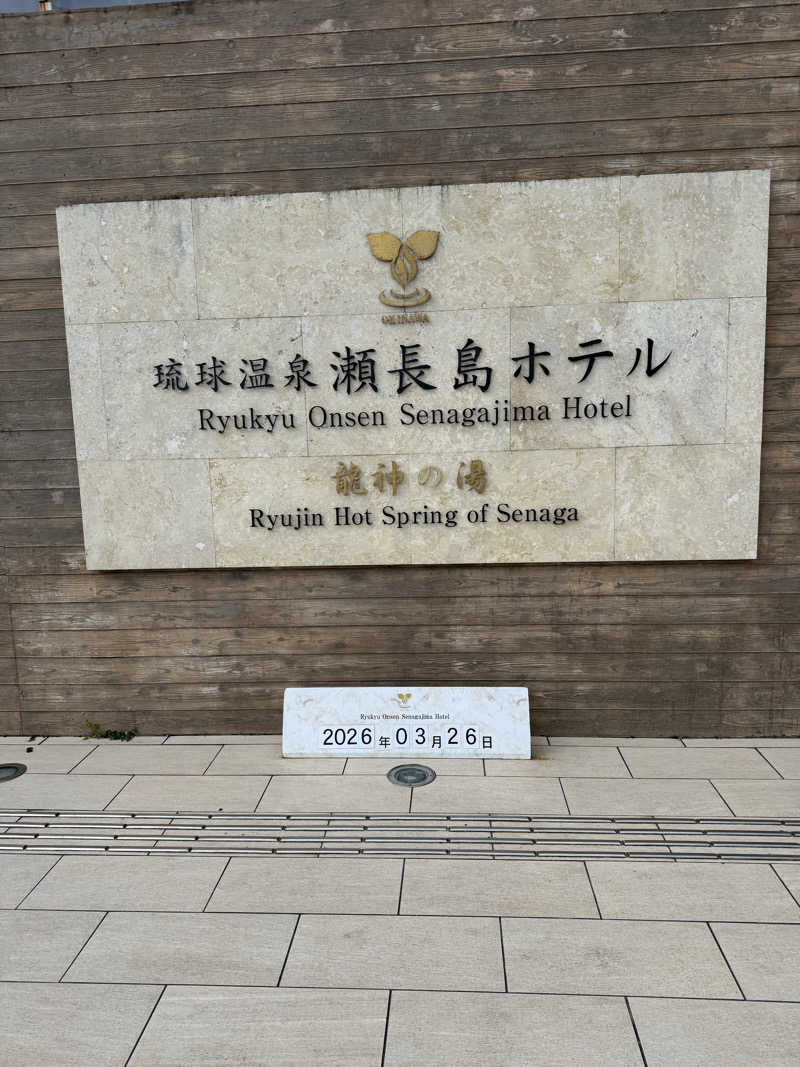 OKINAWA
琉球温泉瀬長島ホテル
Ryukyu Onsen Senagajima Hotel
龍神の湯
Ryujin Hot Spring of Senaga
Ryukyu Onsen Senagajima Hotel
2026年03月26日